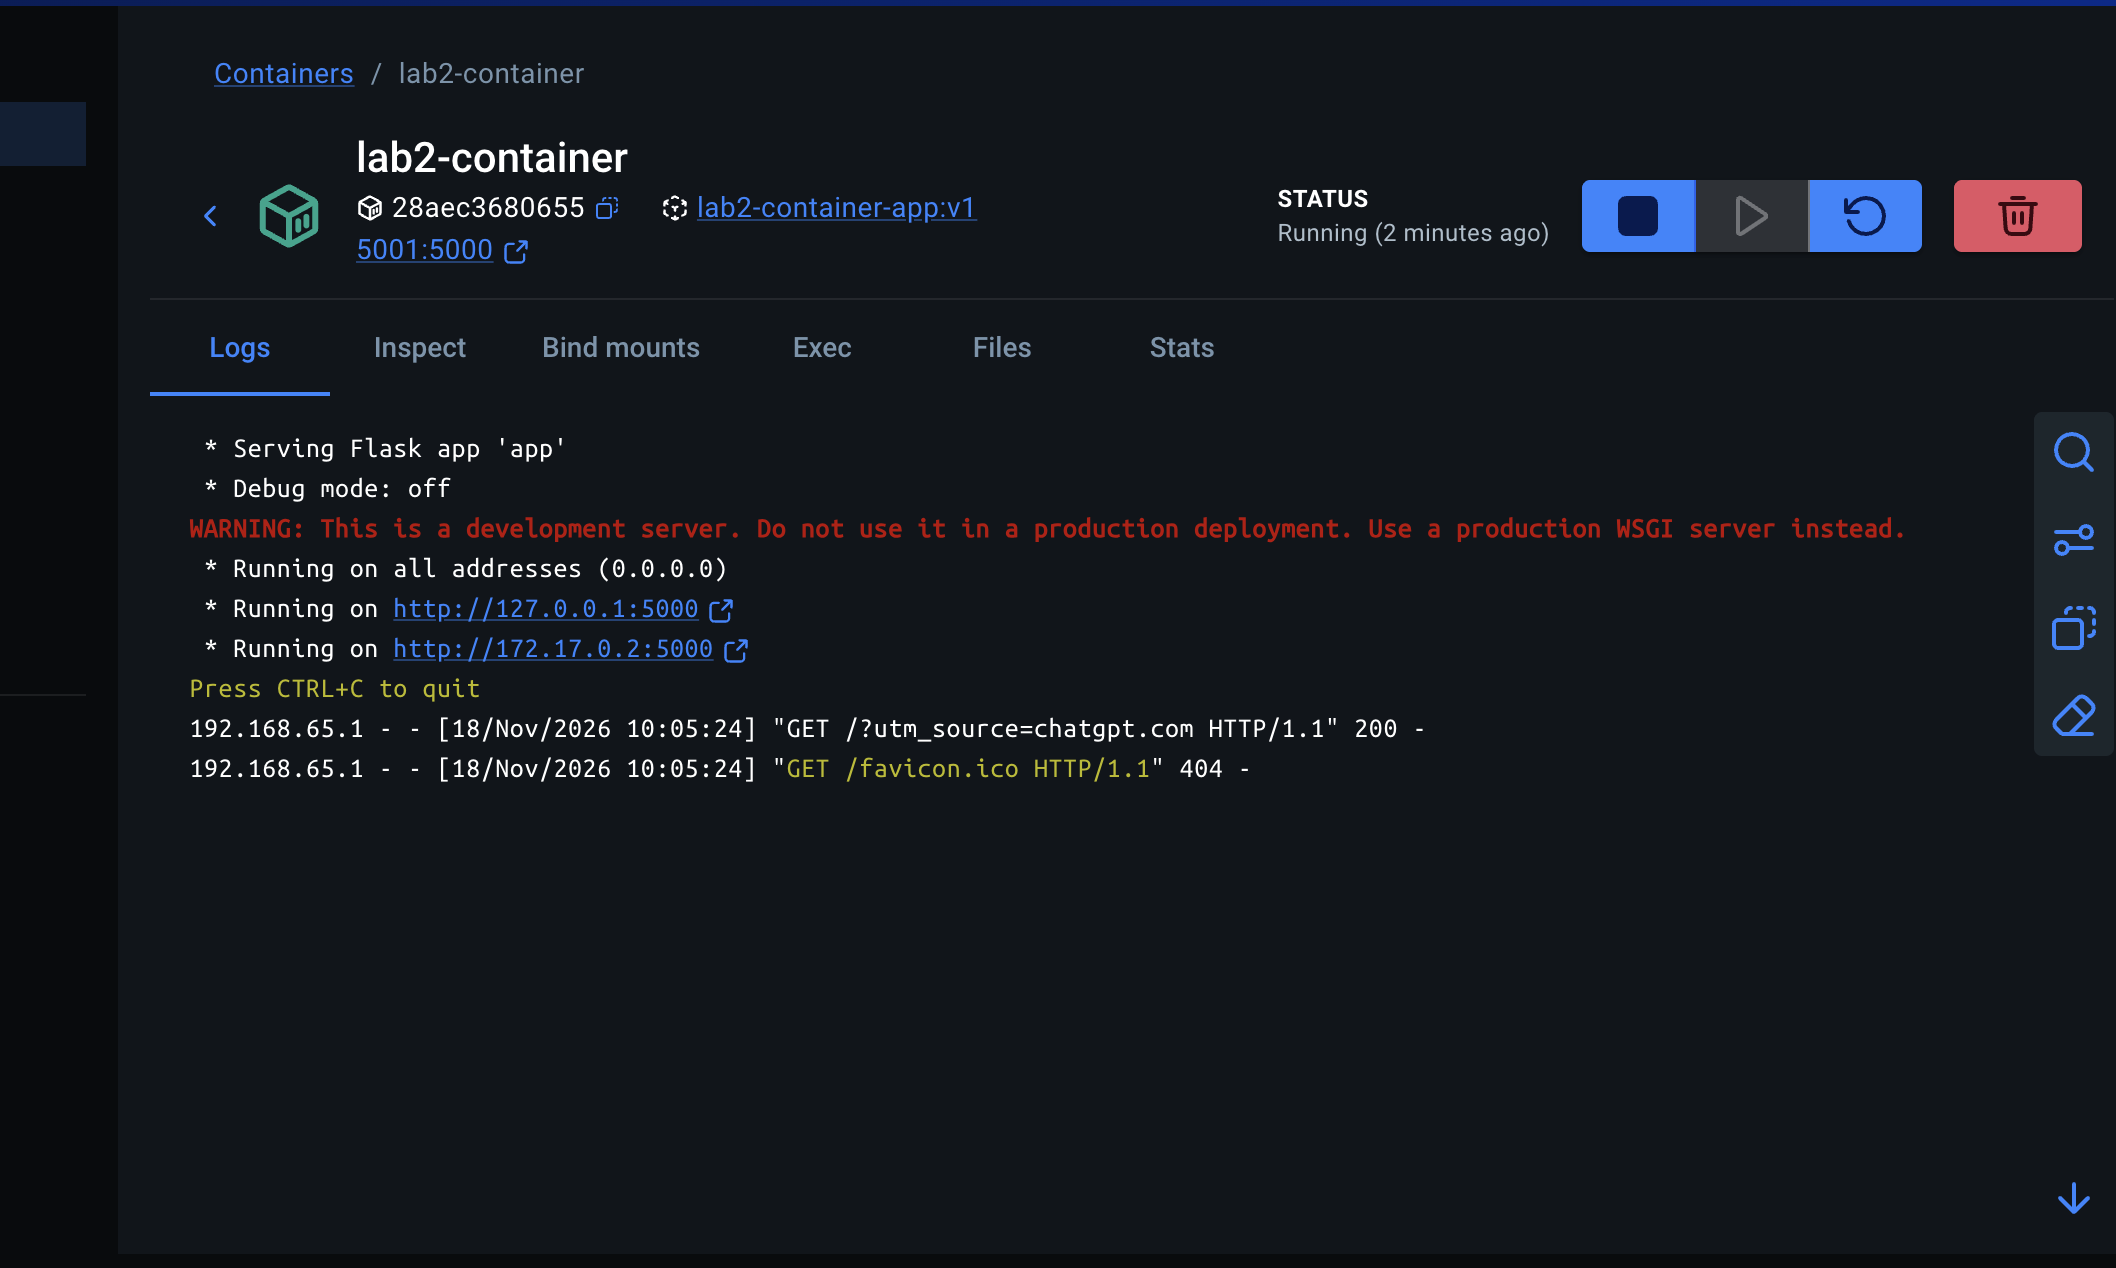 Containers / lab2-container
lab2-container
28aec3680655 lab2-container-app:v1
5001:5000
STATUS
Running (2 minutes ago)
Logs Inspect Bind mounts Exec Files Stats
* Serving Flask app 'app'
* Debug mode: off
WARNING: This is a development server. Do not use it in a production deployment. Use a production WSGI server instead.
* Running on all addresses (0.0.0.0)
* Running on http://127.0.0.1:5000
* Running on http://172.17.0.2:5000
Press CTRL+C to quit
192.168.65.1 - - [18/Nov/2026 10:05:24] "GET /?utm_source=chatgpt.com HTTP/1.1" 200 -
192.168.65.1 - - [18/Nov/2026 10:05:24] "GET /favicon.ico HTTP/1.1" 404 -